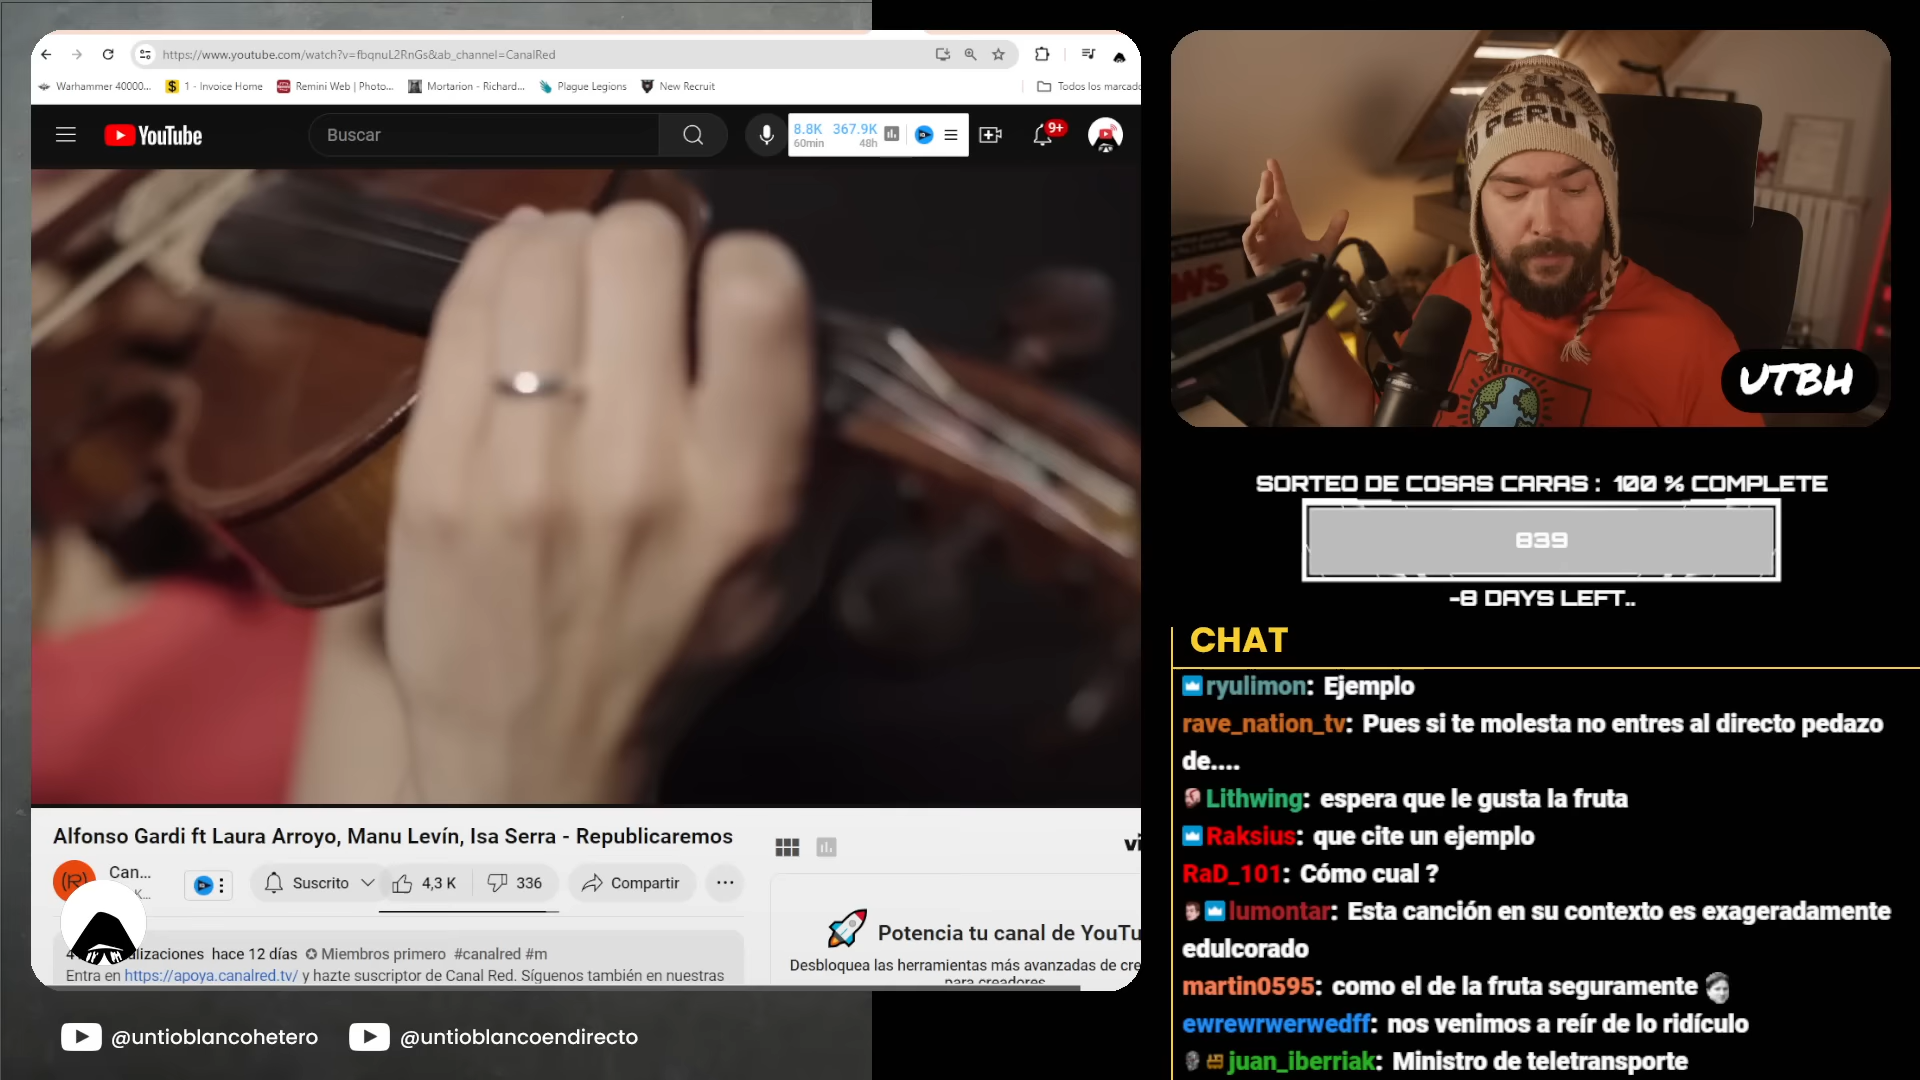 https://www.youtube.com/watch?v=fbqnuL2RnGs&ab_channel=CanalRed
Warhammer 40000...
1 - Invoice Home
Remini Web | Photo...
Mortarion - Richard...
Plague Legions
New Recruit
Todos los marcado
YouTube
Buscar
8.8K 367.9K
60min 48h
9+
PERU
UTBH
SORTEO DE COSAS CARAS : 100 % COMPLETE
839
-8 DAYS LEFT..
Alfonso Gardi ft Laura Arroyo, Manu Levín, Isa Serra - Republicaremos
Can...
Suscrito
4,3 K
336
Compartir
...
hace 12 días
Miembros primero
#canalred #m
Entra en https://apoya.canalred.tv/ y hazte suscriptor de Canal Red. Síguenos también en nuestras
Potencia tu canal de YouTu
Desbloquea las herramientas más avanzadas de cre
para creadores
@untioblancohetero
@untioblancoendirecto
CHAT
ryulimon: Ejemplo
rave_nation_tv: Pues si te molesta no entres al directo pedazo
de....
Lithwing: espera que le gusta la fruta
Raksius: que cite un ejemplo
RaD_101: Cómo cual ?
lumontar: Esta canción en su contexto es exageradamente
edulcorado
martin0595: como el de la fruta seguramente
ewrewrwerwedff: nos venimos a reír de lo ridículo
juan_iberriak: Ministro de teletransporte